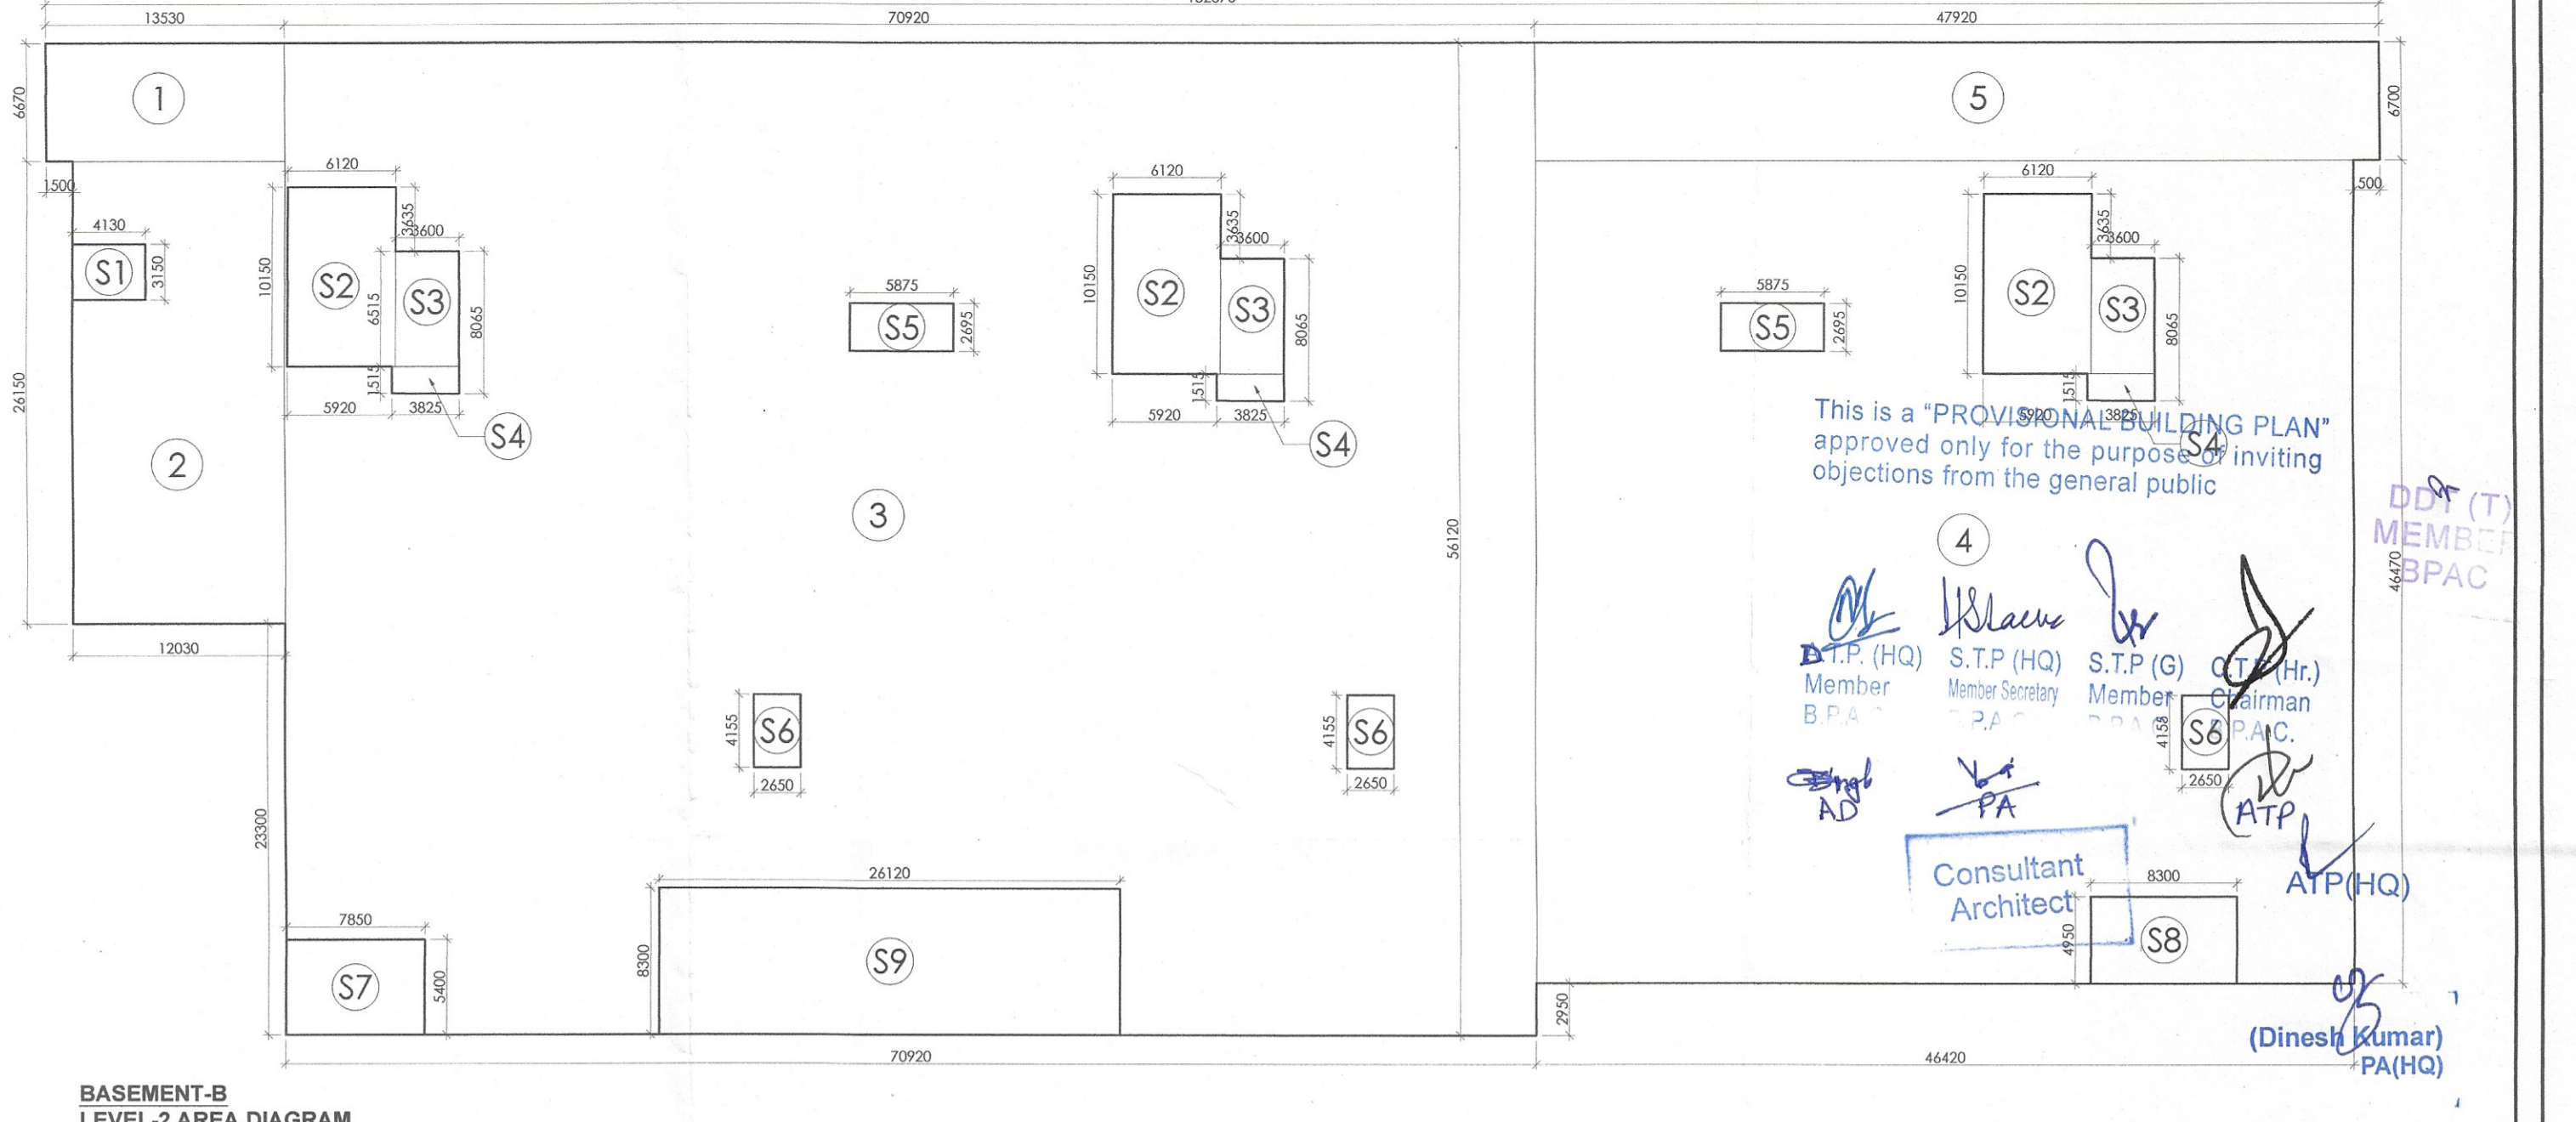 13530
70920
47920
6670
1
5
6700
1500
6120
6120
6120
500
3635
3635
3635
4130
3600
3600
3600
S1
3150
10150
S2
6515
S3
8065
5875
S5
2695
10150
S2
S3
8065
5875
S5
2695
10150
S2
S3
8065
26150
1515
1515
1515
5920
3825
5920
3825
5920
3825
S4
S4
S4
This is a “PROVISIONAL BUILDING PLAN”
approved only for the purpose of inviting
objections from the general public
2
3
56120
4
46470
DDT (T)
MEMBER
BPAC
12030
D.T.P. (HQ)
Member
B.P.A
S.T.P (HQ)
Member Secretary
P.A
S.T.P (G)
Member
C.T.P (Hr.)
Chairman
B.P.A.C.
4155
S6
2650
4155
S6
2650
4155
S6
2650
AD
PA
ATP
ATP(HQ)
23300
Consultant
Architect
26120
8300
S9
7850
5400
S7
8300
4950
S8
2950
70920
46420
(Dinesh Kumar)
PA(HQ)
BASEMENT-B
LEVEL-2 AREA DIAGRAM